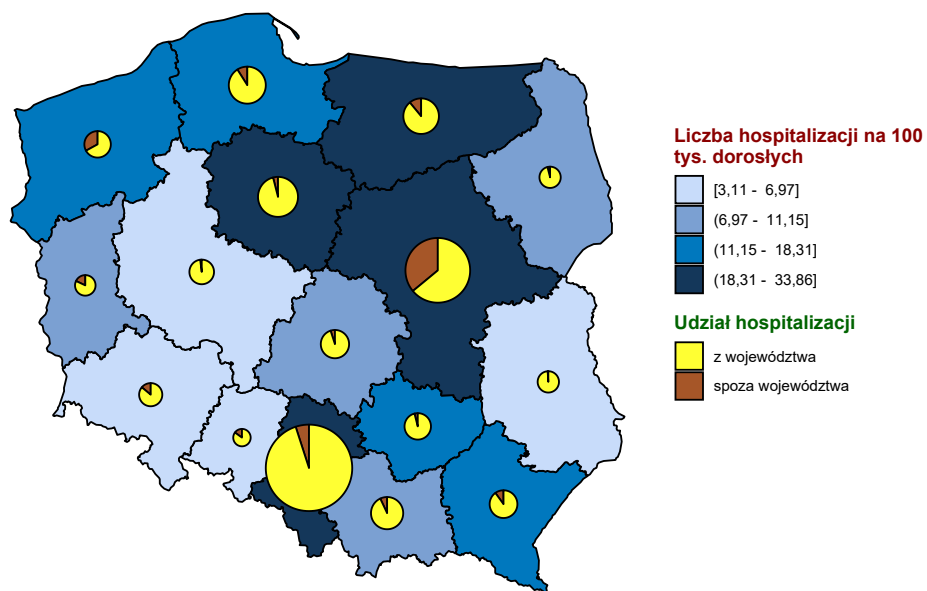 Liczba hospitalizacji na 100
tys. dorosłych
[3,11 - 6,97]
(6,97 - 11,15]
(11,15 - 18,31]
(18,31 - 33,86]
Udział hospitalizacji
z województwa
spoza województwa